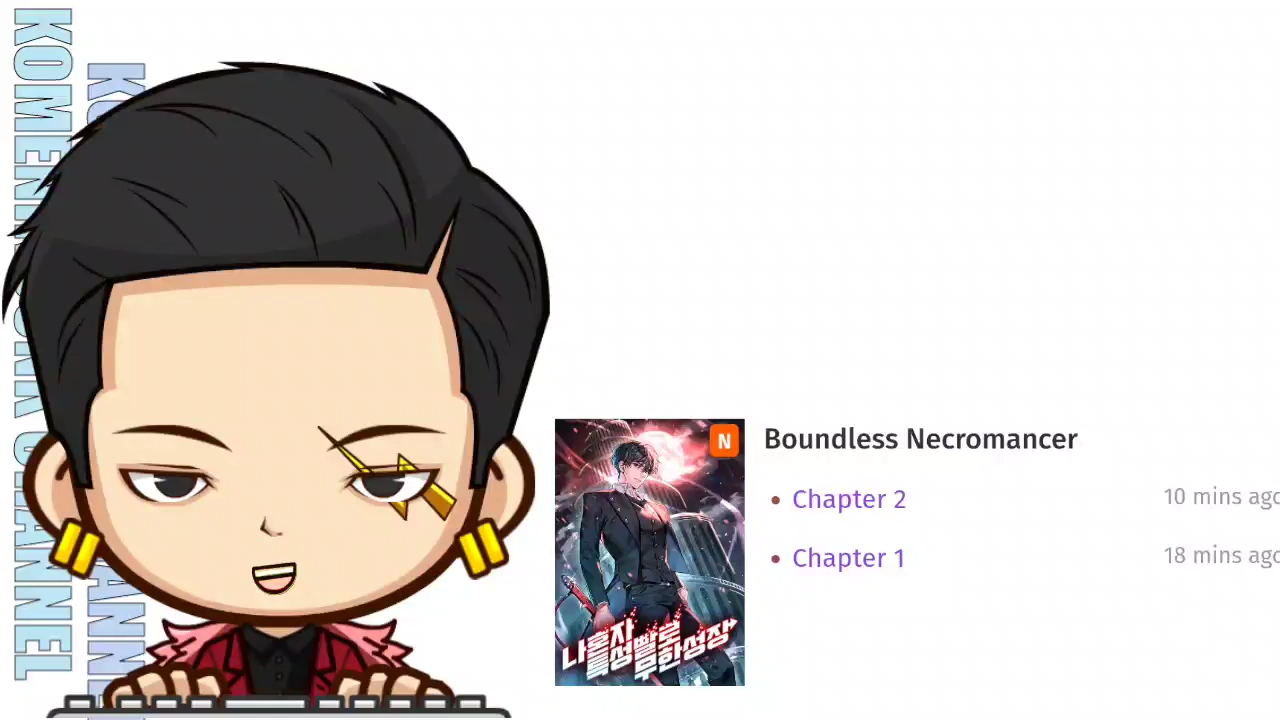 KOMENTATOR CHANNEL
N
Boundless Necromancer
Chapter 2
10 mins ago
Chapter 1
18 mins ago
나 혼자
특성빨로
무한성장